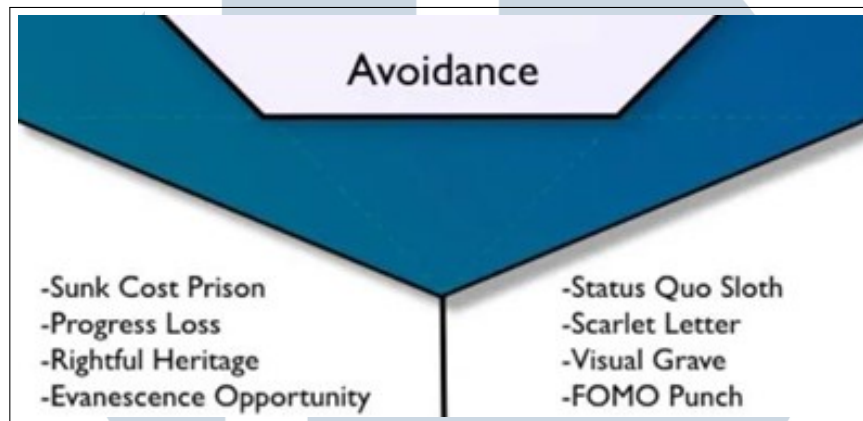 Avoidance
-Sunk Cost Prison
-Progress Loss
-Rightful Heritage
-Evanescence Opportunity
-Status Quo Sloth
-Scarlet Letter
-Visual Grave
-FOMO Punch